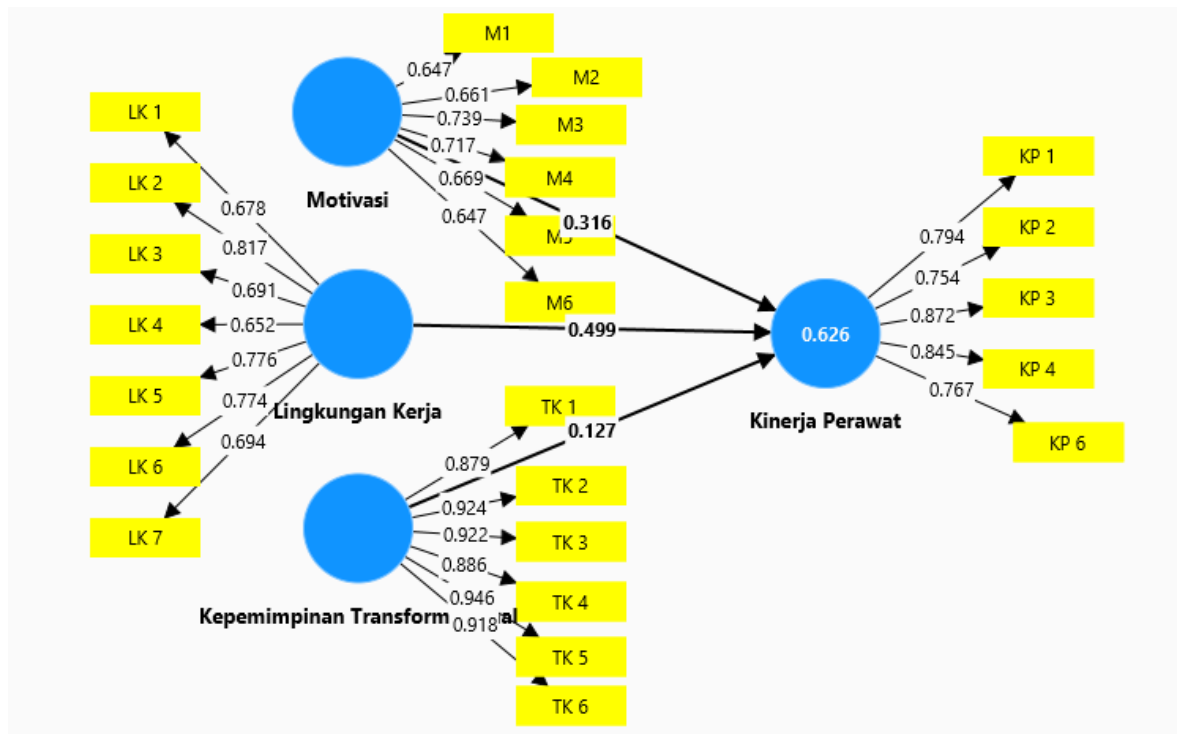 M1
0.647
M2
0.661
M3
0.739
M4
0.717
0.669
0.647
M6
Motivasi
0.316
LK 1
LK 2
LK 3
LK 4
LK 5
LK 6
LK 7
0.678
0.817
0.691
0.652
0.776
0.774
0.694
Lingkungan Kerja
0.499
TK 1
0.127
0.879
TK 2
0.924
TK 3
0.922
TK 4
0.886
TK 5
0.946
TK 6
0.918
Kepemimpinan
KP 1
KP 2
KP 3
KP 4
KP 6
0.794
0.754
0.872
0.845
0.767
0.626
Kinerja Perawat